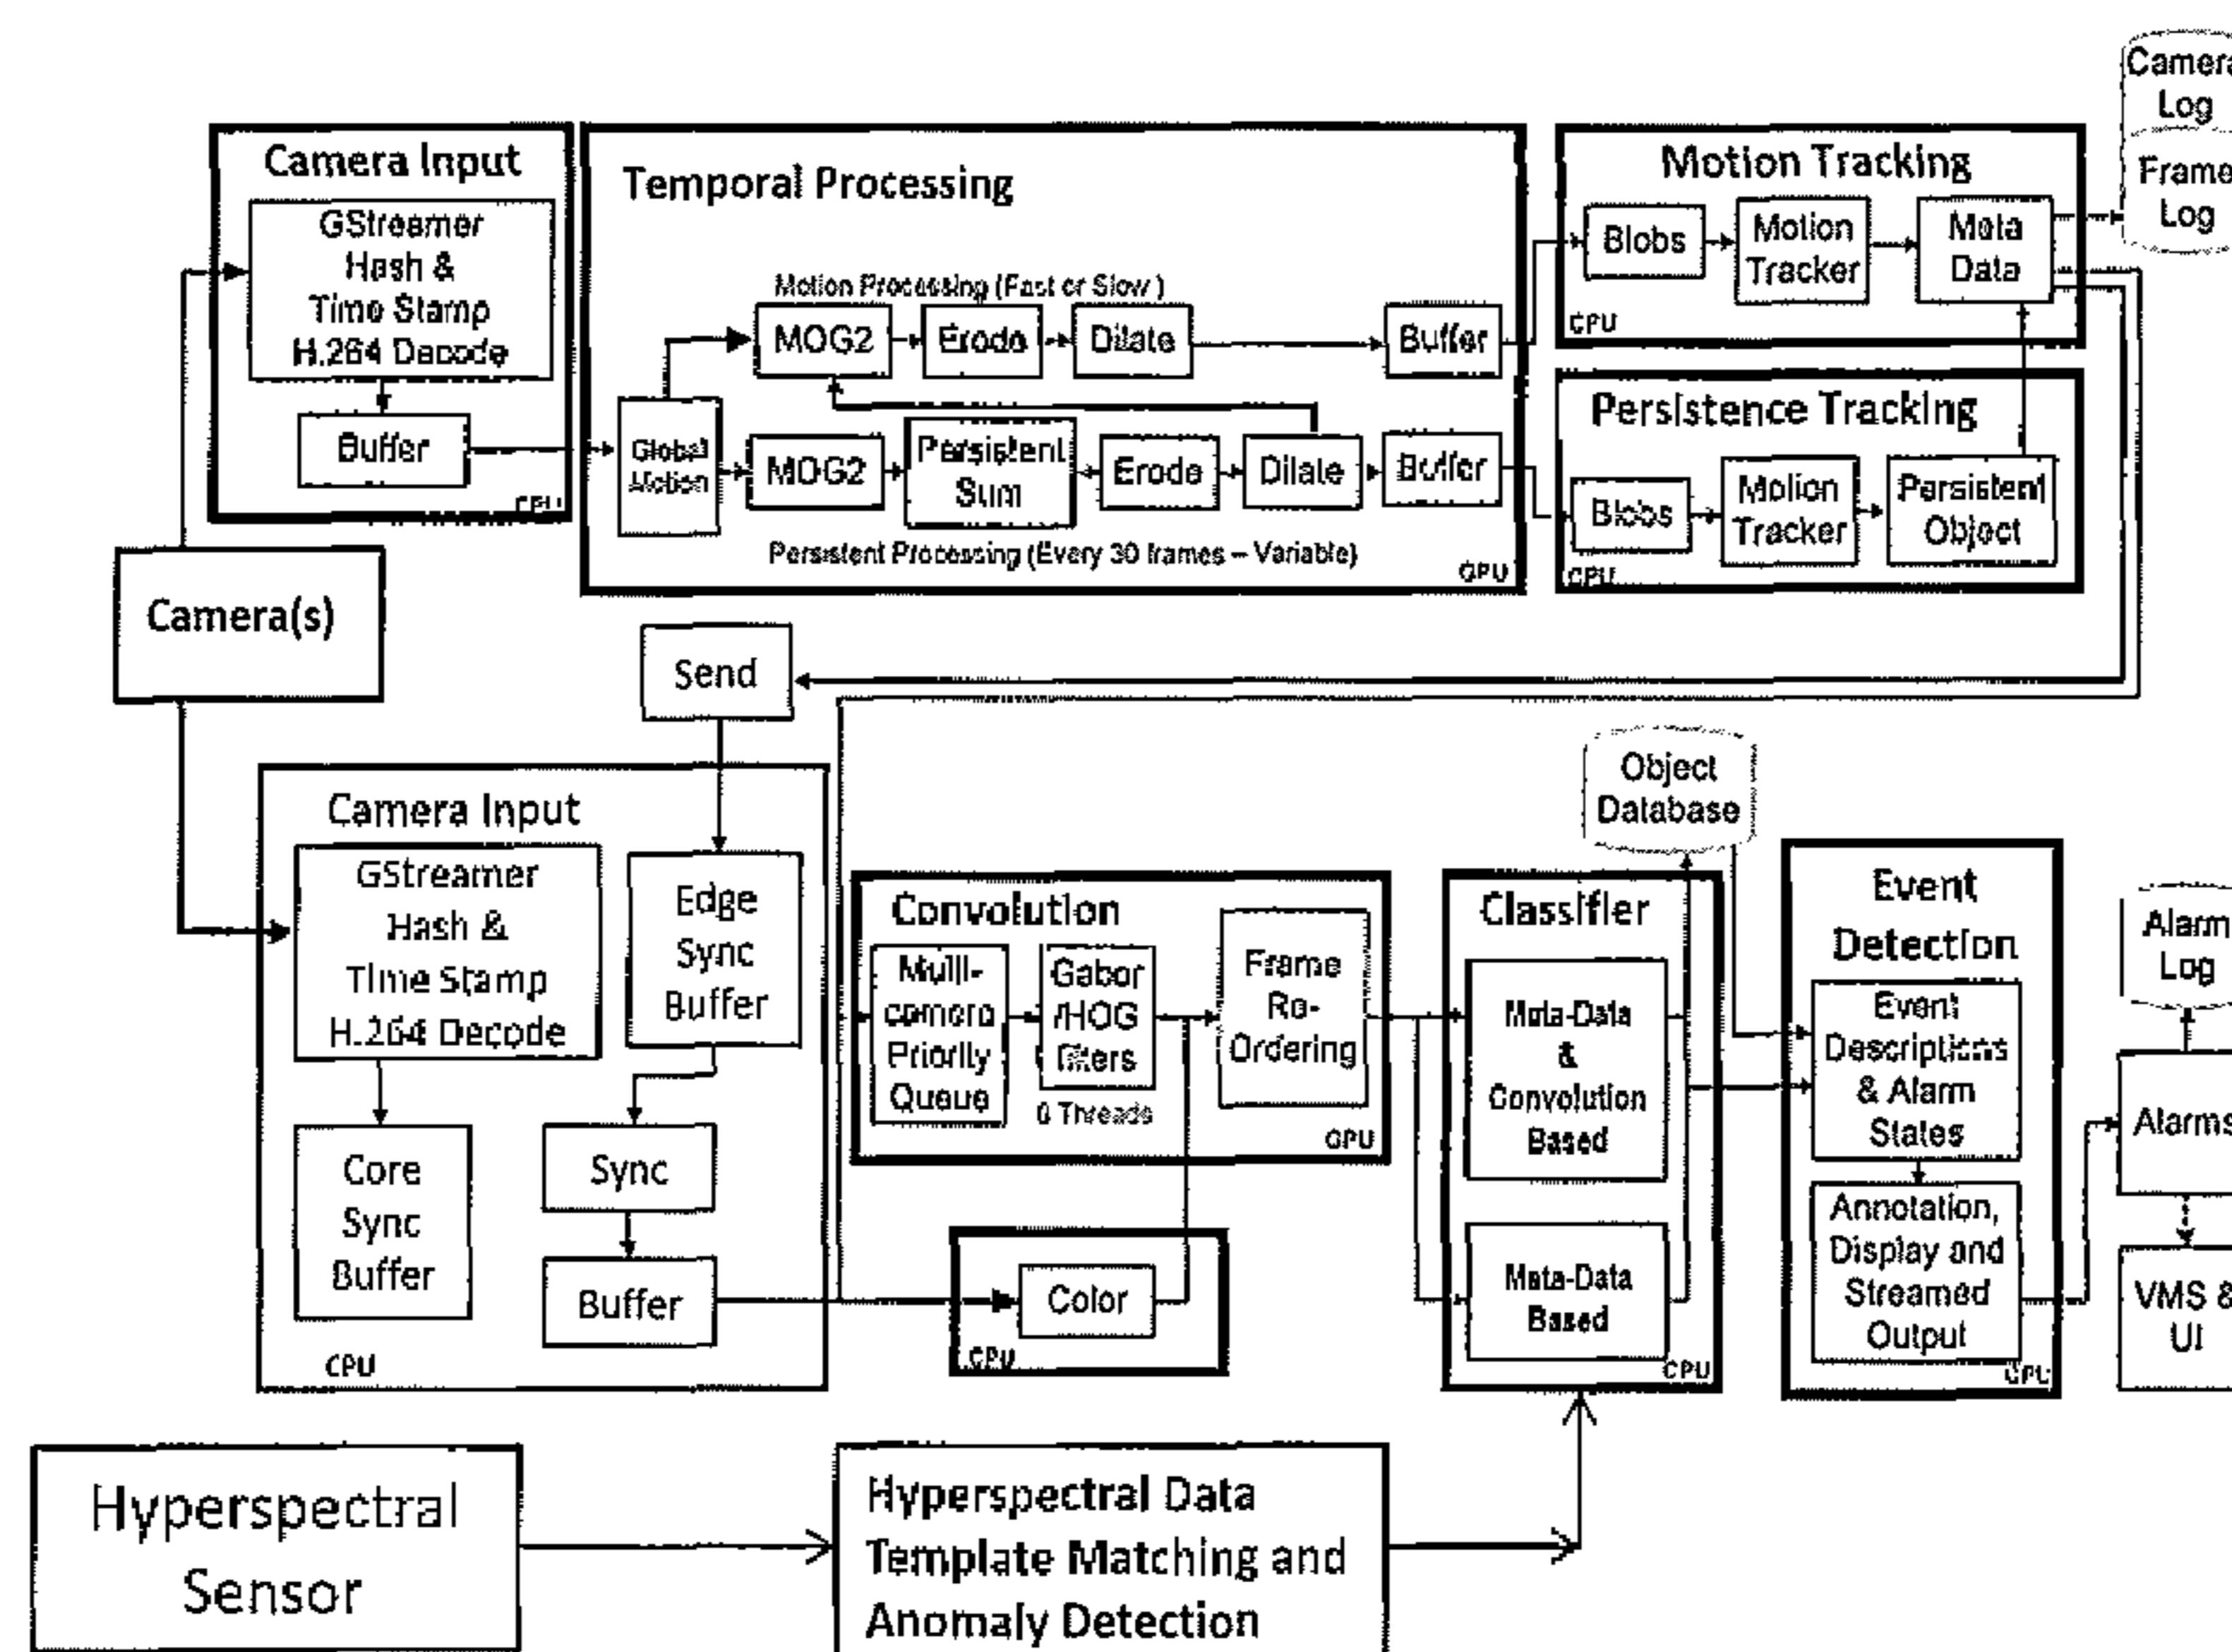 Camera
Log
Frame
Log
Camera Input
GStreamer
Hash &
Time Stamp
H.264 Decode
Buffer
CPU
Temporal Processing
Motion Processing (Fast or Slow )
MOG2
Erode
Dilate
Buffer
Global
Motion
MOG2
Persistent
Sum
Erode
Dilate
Buffer
Persistent Processing (Every 30 frames – Variable)
GPU
Motion Tracking
Blobs
Motion
Tracker
Meta
Data
CPU
Persistence Tracking
Blobs
Motion
Tracker
Persistent
Object
CPU
Camera(s)
Send
Camera Input
GStreamer
Hash &
Time Stamp
H.264 Decode
Edge
Sync
Buffer
Core
Sync
Buffer
Sync
Buffer
CPU
Convolution
Multi-
camera
Priority
Queue
Gabor
/HOG
filters
Threads
Frame
Re-
Ordering
GPU
Color
CPU
Object
Database
Classifier
Meta-Data
&
Convolution
Based
Meta-Data
Based
CPU
Event
Detection
Event
Descriptions
& Alarm
States
Annotation,
Display and
Streamed
Output
Alarm
Log
Alarms
VMS &
UI
Hyperspectral
Sensor
Hyperspectral Data
Template Matching and
Anomaly Detection